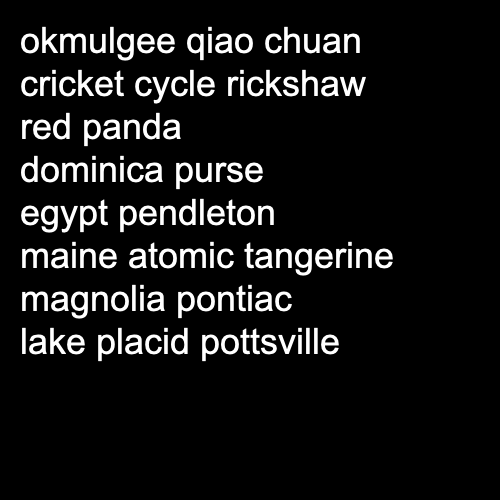 okmulgee qiao chuan
cricket cycle rickshaw
red panda
dominica purse
egypt pendleton
maine atomic tangerine
magnolia pontiac
lake placid pottsville